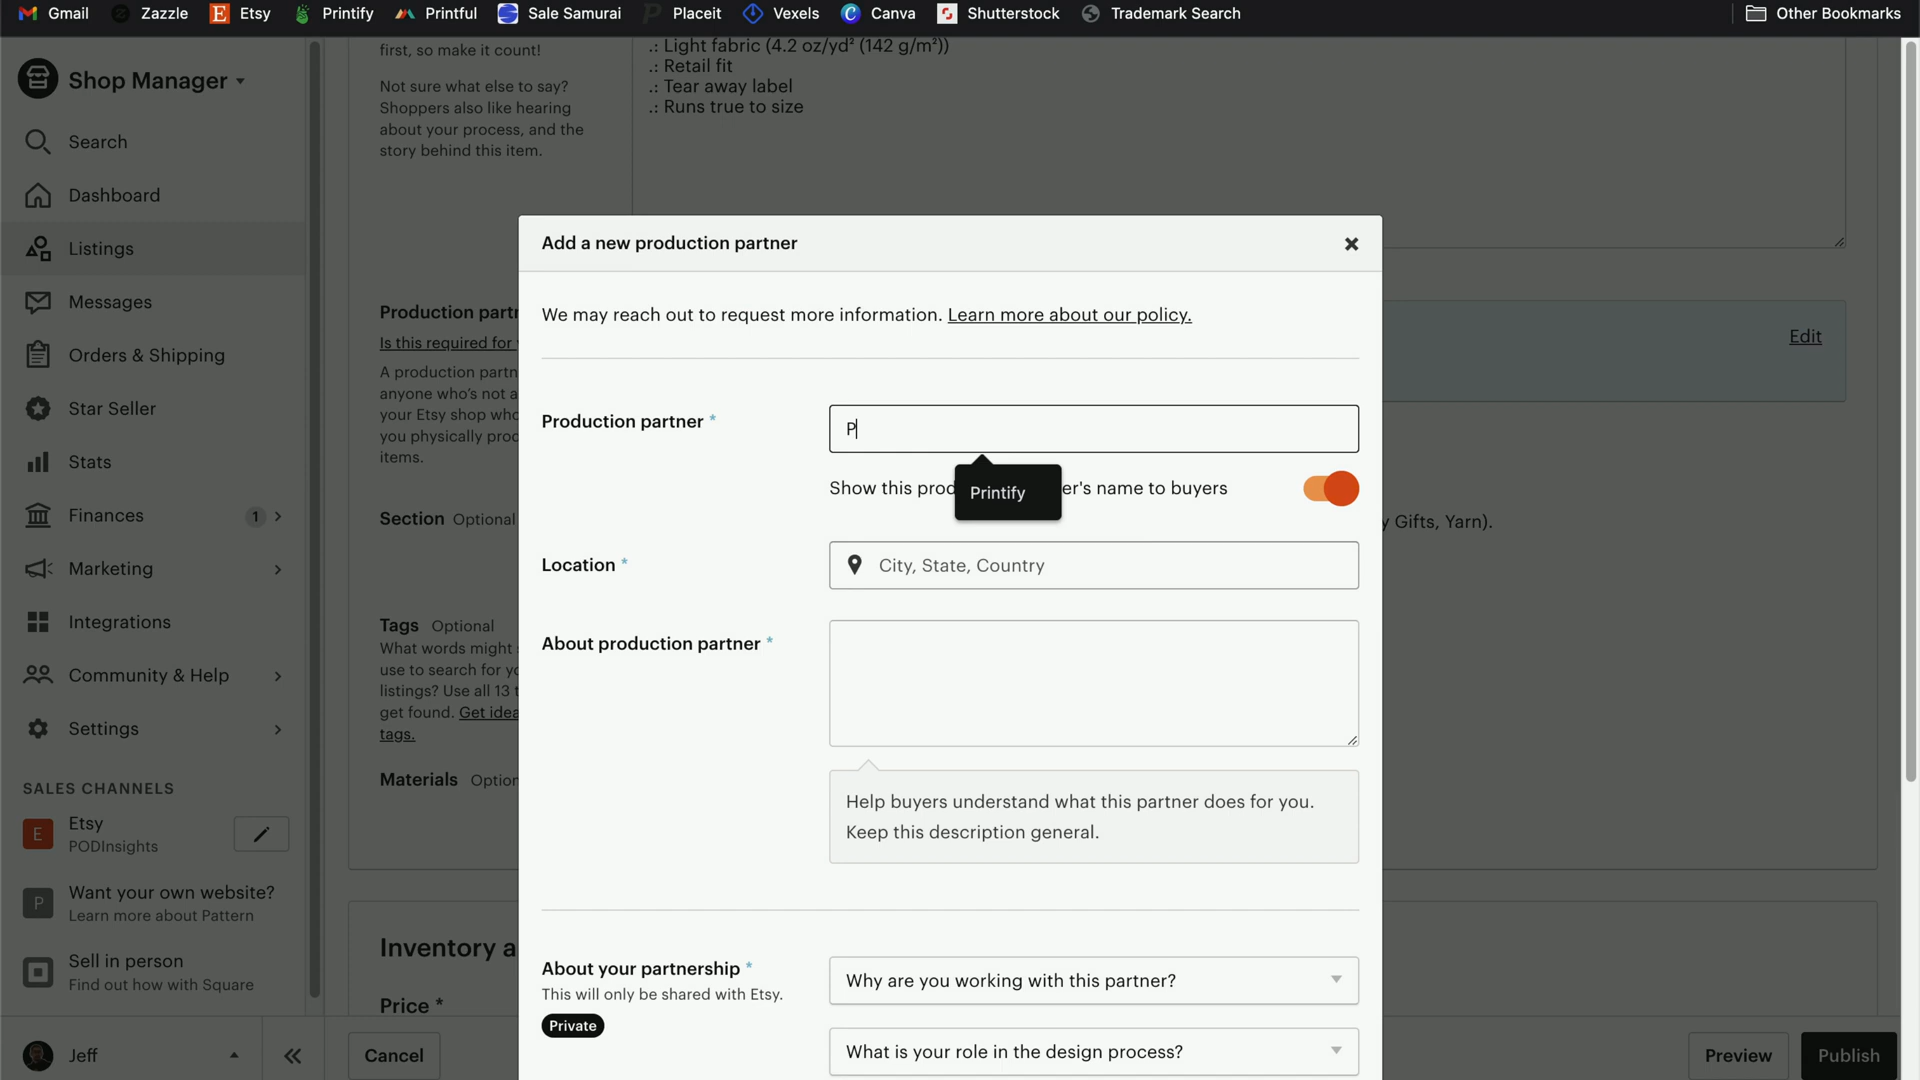 Gmail
Zazzle
Etsy
Printify
Printful
Sale Samurai
Placeit
Vexels
Canva
Shutterstock
Trademark Search
Other Bookmarks
Shop Manager
Search
Dashboard
Listings
Messages
Orders & Shipping
Star Seller
Stats
Finances
1
Marketing
Integrations
Community & Help
Settings
SALES CHANNELS
E
Etsy
PODInsights
P
Want your own website?
Learn more about Pattern
Sell in person
Find out how with Square
Jeff
first, so make it count!
Not sure what else to say?
Shoppers also like hearing
about your process, and the
story behind this item.
.: Light fabric (4.2 oz/yd² (142 g/m²))
.: Retail fit
.: Tear away label
.: Runs true to size
Production partn
Is this required for
A production partn
anyone who's not a
your Etsy shop who
you physically prod
items.
Edit
Section Optional
y Gifts, Yarn).
Tags Optional
What words might
use to search for yo
listings? Use all 13 t
get found. Get idea
tags.
Materials Option
Inventory a
Price *
Cancel
Preview
Publish
Add a new production partner
We may reach out to request more information. Learn more about our policy.
Production partner *
P
Show this prod
er's name to buyers
Printify
Location *
City, State, Country
About production partner *
Help buyers understand what this partner does for you.
Keep this description general.
About your partnership *
This will only be shared with Etsy.
Private
Why are you working with this partner?
What is your role in the design process?